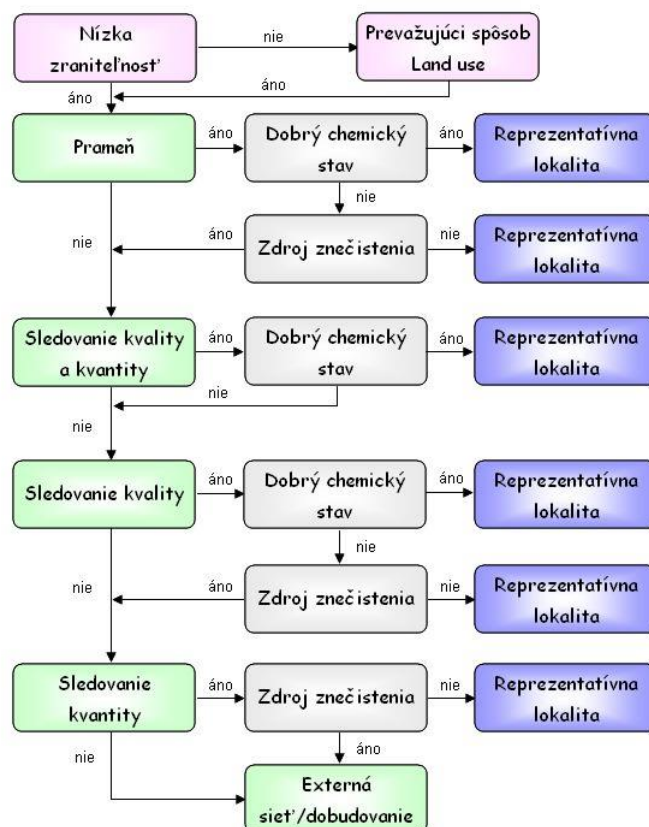 Nízka
zraniteľnosť
nie
Prevažujúci spôsob
Land use
áno
áno
Prameň
áno
Dobrý chemický
stav
áno
Reprezentatívna
lokalita
nie
nie
áno
Zdroj znečistenia
nie
Reprezentatívna
lokalita
Sledovanie kvality
a kvantity
áno
Dobrý chemický
stav
áno
Reprezentatívna
lokalita
nie
nie
Sledovanie kvality
áno
Dobrý chemický
stav
áno
Reprezentatívna
lokalita
nie
nie
áno
Zdroj znečistenia
nie
Reprezentatívna
lokalita
Sledovanie
kvantity
áno
Zdroj znečistenia
nie
Reprezentatívna
lokalita
nie
áno
Externá
sieť/dobudovanie